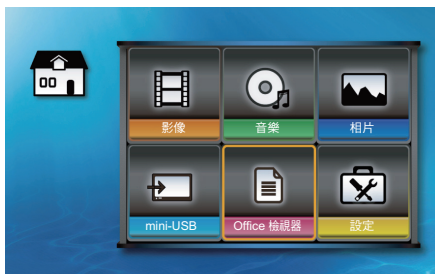 影像
音樂
相片
mini-USB
Office 檢視器
設定